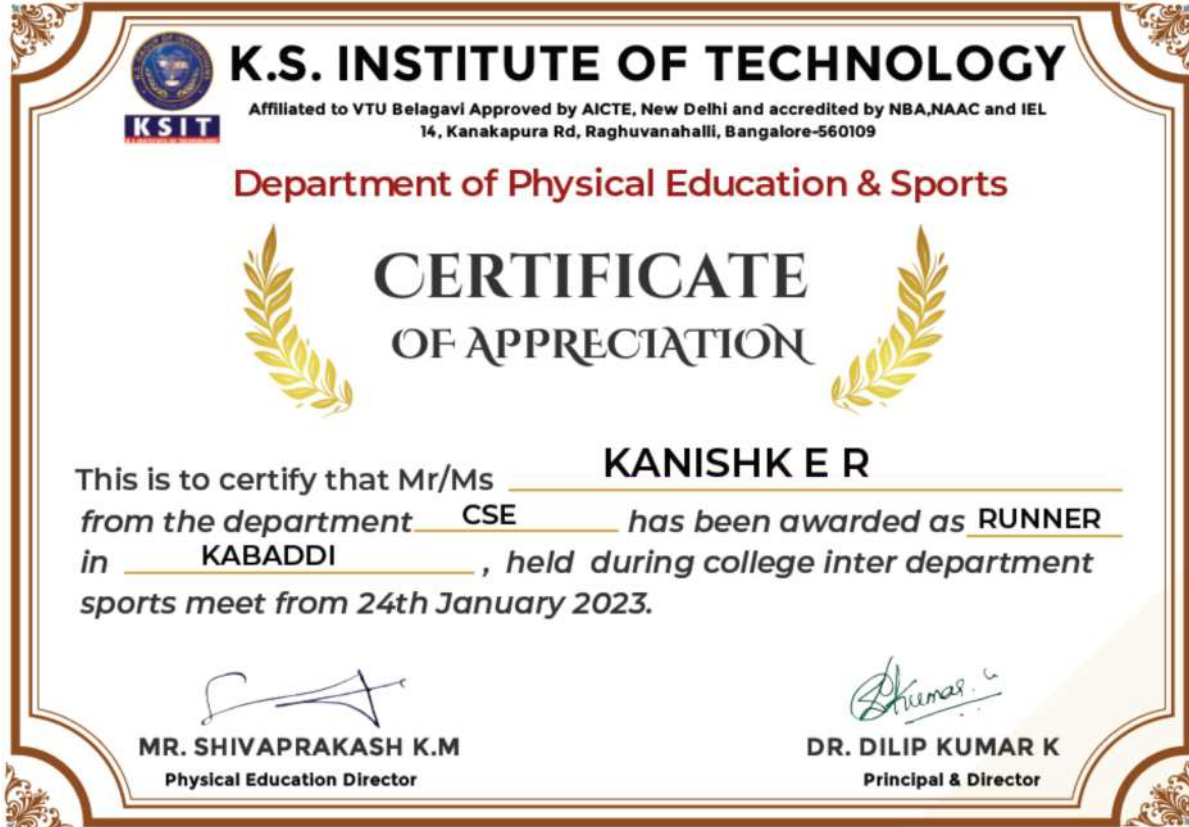 K.S. INSTITUTE OF TECHNOLOGY
Affiliated to VTU Belagavi Approved by AICTE, New Delhi and accredited by NBA,NAAC and IEL
14, Kanakapura Rd, Raghuvanahalli, Bangalore-560109
KSIT
Department of Physical Education & Sports
CERTIFICATE
OF APPRECIATION
This is to certify that Mr/Ms KANISHK E R
from the department CSE has been awarded as RUNNER
in KABADDI , held during college inter department
sports meet from 24th January 2023.
MR. SHIVAPRAKASH K.M
Physical Education Director
DR. DILIP KUMAR K
Principal & Director